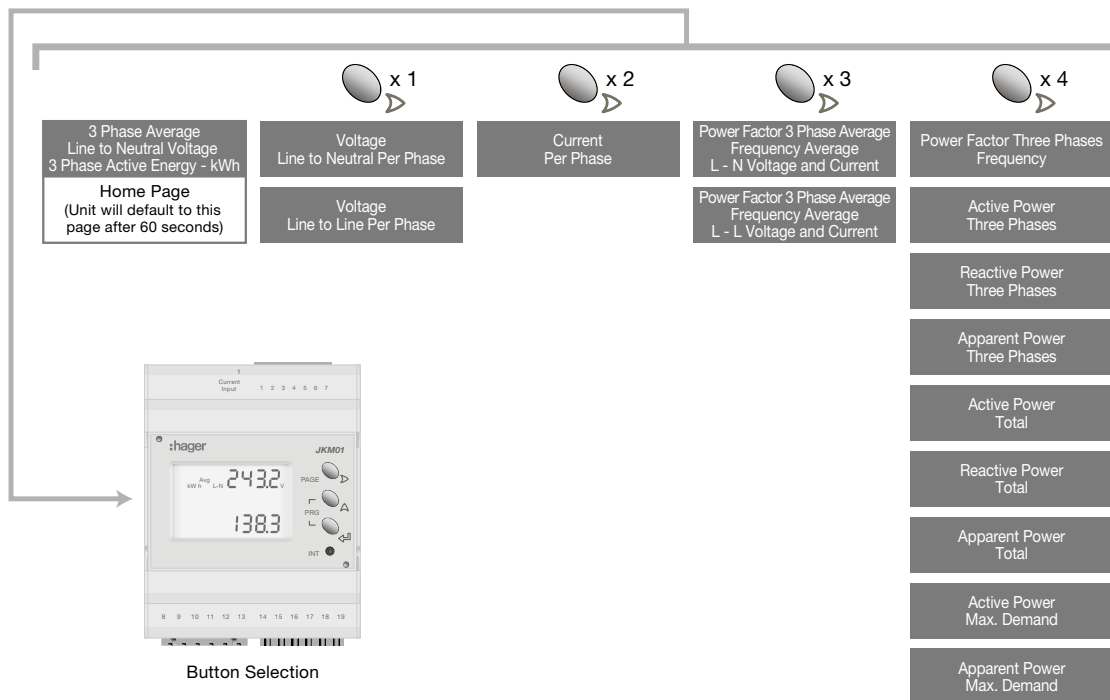 x 1
x 2
x 3
x 4
3 Phase Average
Line to Neutral Voltage
3 Phase Active Energy - kWh
Home Page
(Unit will default to this
page after 60 seconds)
Voltage
Line to Neutral Per Phase
Voltage
Line to Line Per Phase
Current
Per Phase
Power Factor 3 Phase Average
Frequency Average
L - N Voltage and Current
Power Factor 3 Phase Average
Frequency Average
L - L Voltage and Current
Power Factor Three Phases
Frequency
Active Power
Three Phases
Reactive Power
Three Phases
Apparent Power
Three Phases
Active Power
Total
Reactive Power
Total
Apparent Power
Total
Active Power
Max. Demand
Apparent Power
Max. Demand
1
Current
Input
1 2 3 4 5 6 7
:hager
JKM01
Avg
kW h L-N 243.2 V
138.3
PAGE
PRG
INT
8 9 10 11 12 13 14 15 16 17 18 19
Button Selection